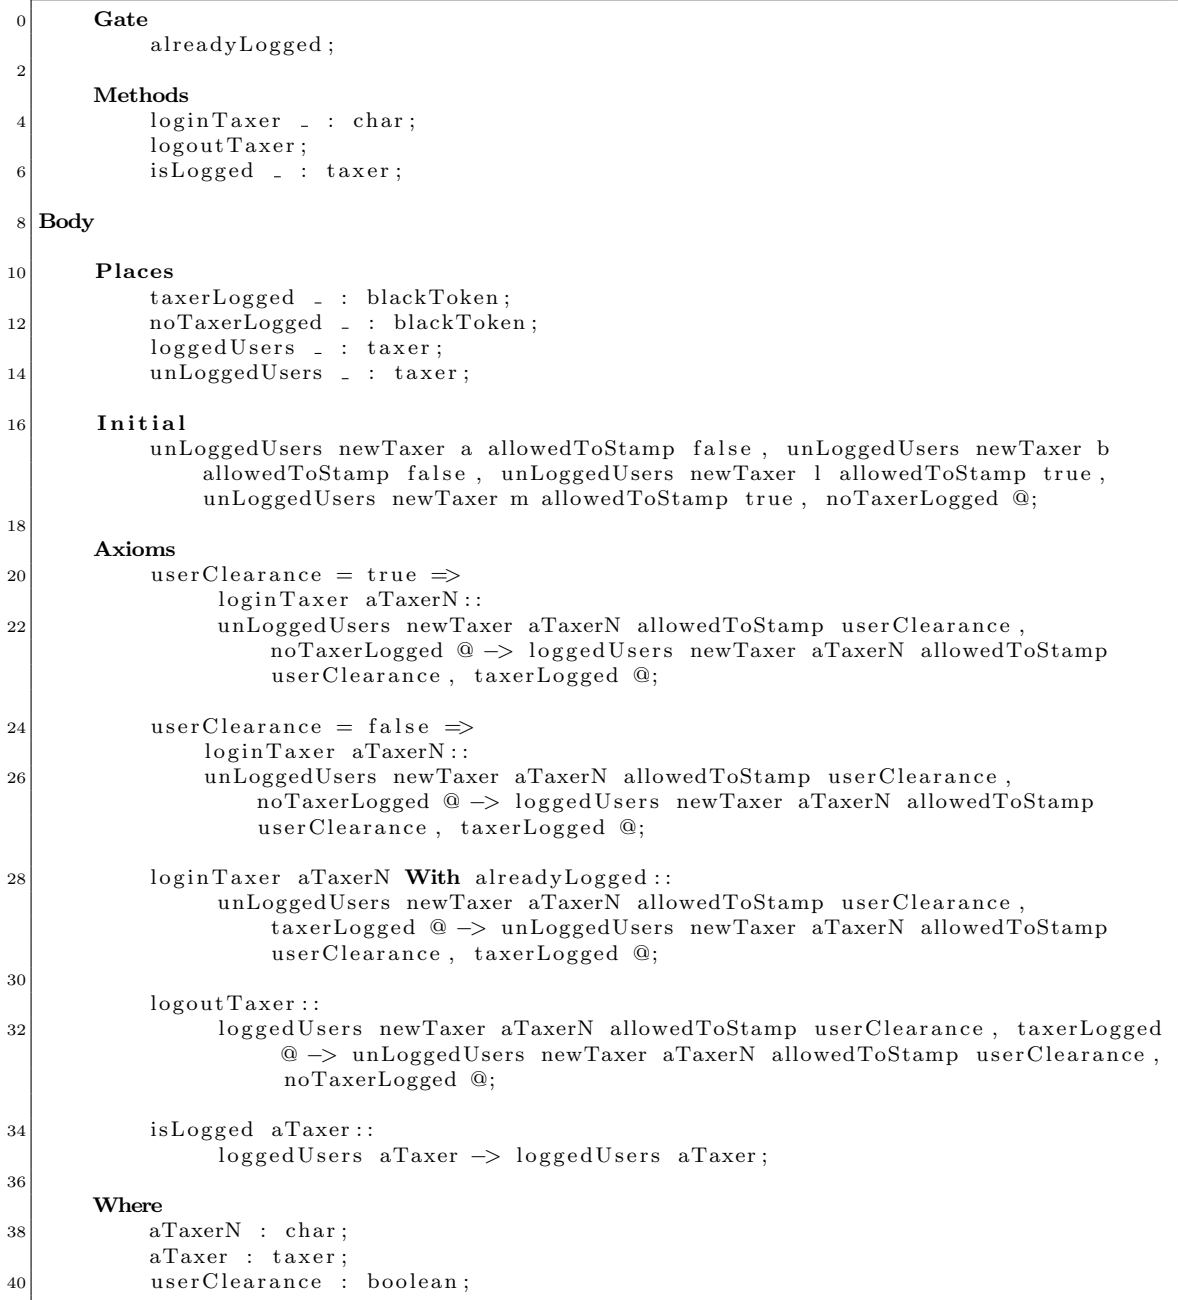 0 Gate
alreadyLogged;
2
Methods
4 loginTaxer _ : char;
logoutTaxer;
6 isLogged _ : taxer;
8 Body
10 Places
taxerLogged _ : blackToken;
12 noTaxerLogged _ : blackToken;
loggedUsers _ : taxer;
14 unLoggedUsers _ : taxer;
16 Initial
unLoggedUsers newTaxer a allowedToStamp false, unLoggedUsers newTaxer b
allowedToStamp false, unLoggedUsers newTaxer l allowedToStamp true,
unLoggedUsers newTaxer m allowedToStamp true, noTaxerLogged @;
18
Axioms
20 userClearance = true =>
loginTaxer aTaxerN::
22 unLoggedUsers newTaxer aTaxerN allowedToStamp userClearance,
noTaxerLogged @ -> loggedUsers newTaxer aTaxerN allowedToStamp
userClearance, taxerLogged @;
24 userClearance = false =>
loginTaxer aTaxerN::
26 unLoggedUsers newTaxer aTaxerN allowedToStamp userClearance,
noTaxerLogged @ -> loggedUsers newTaxer aTaxerN allowedToStamp
userClearance, taxerLogged @;
28 loginTaxer aTaxerN With alreadyLogged::
unLoggedUsers newTaxer aTaxerN allowedToStamp userClearance,
taxerLogged @ -> unLoggedUsers newTaxer aTaxerN allowedToStamp
userClearance, taxerLogged @;
30
logoutTaxer::
32 loggedUsers newTaxer aTaxerN allowedToStamp userClearance, taxerLogged
@ -> unLoggedUsers newTaxer aTaxerN allowedToStamp userClearance,
noTaxerLogged @;
34 isLogged aTaxer::
loggedUsers aTaxer -> loggedUsers aTaxer;
36
Where
38 aTaxerN : char;
aTaxer : taxer;
40 userClearance : boolean;